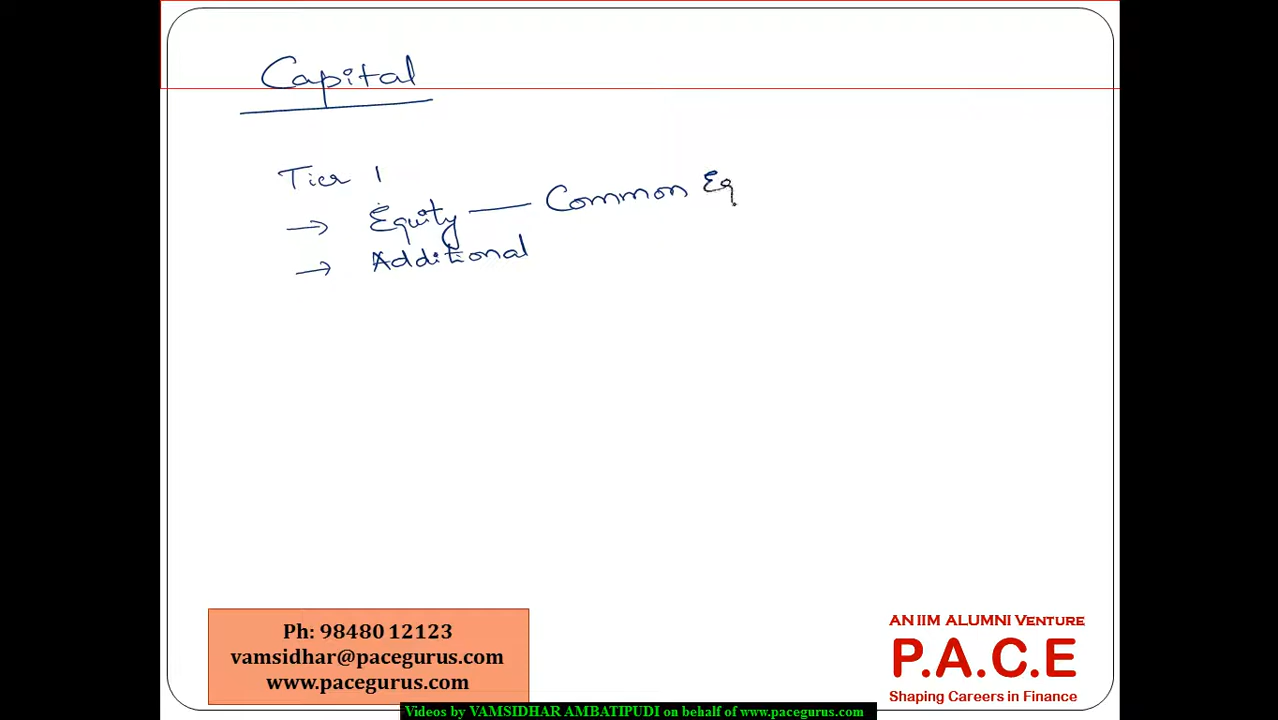 Capital
Tier 1
→ Equity — Common Eq
→ Additional
Ph: 98480 12123
vamsidhar@pacegurus.com
www.pacegurus.com
AN IIM ALUMNI VENTURE
P.A.C.E
Shaping Careers in Finance
Videos by VAMSIDHAR AMBATIPUDI on behalf of www.pacegurus.com